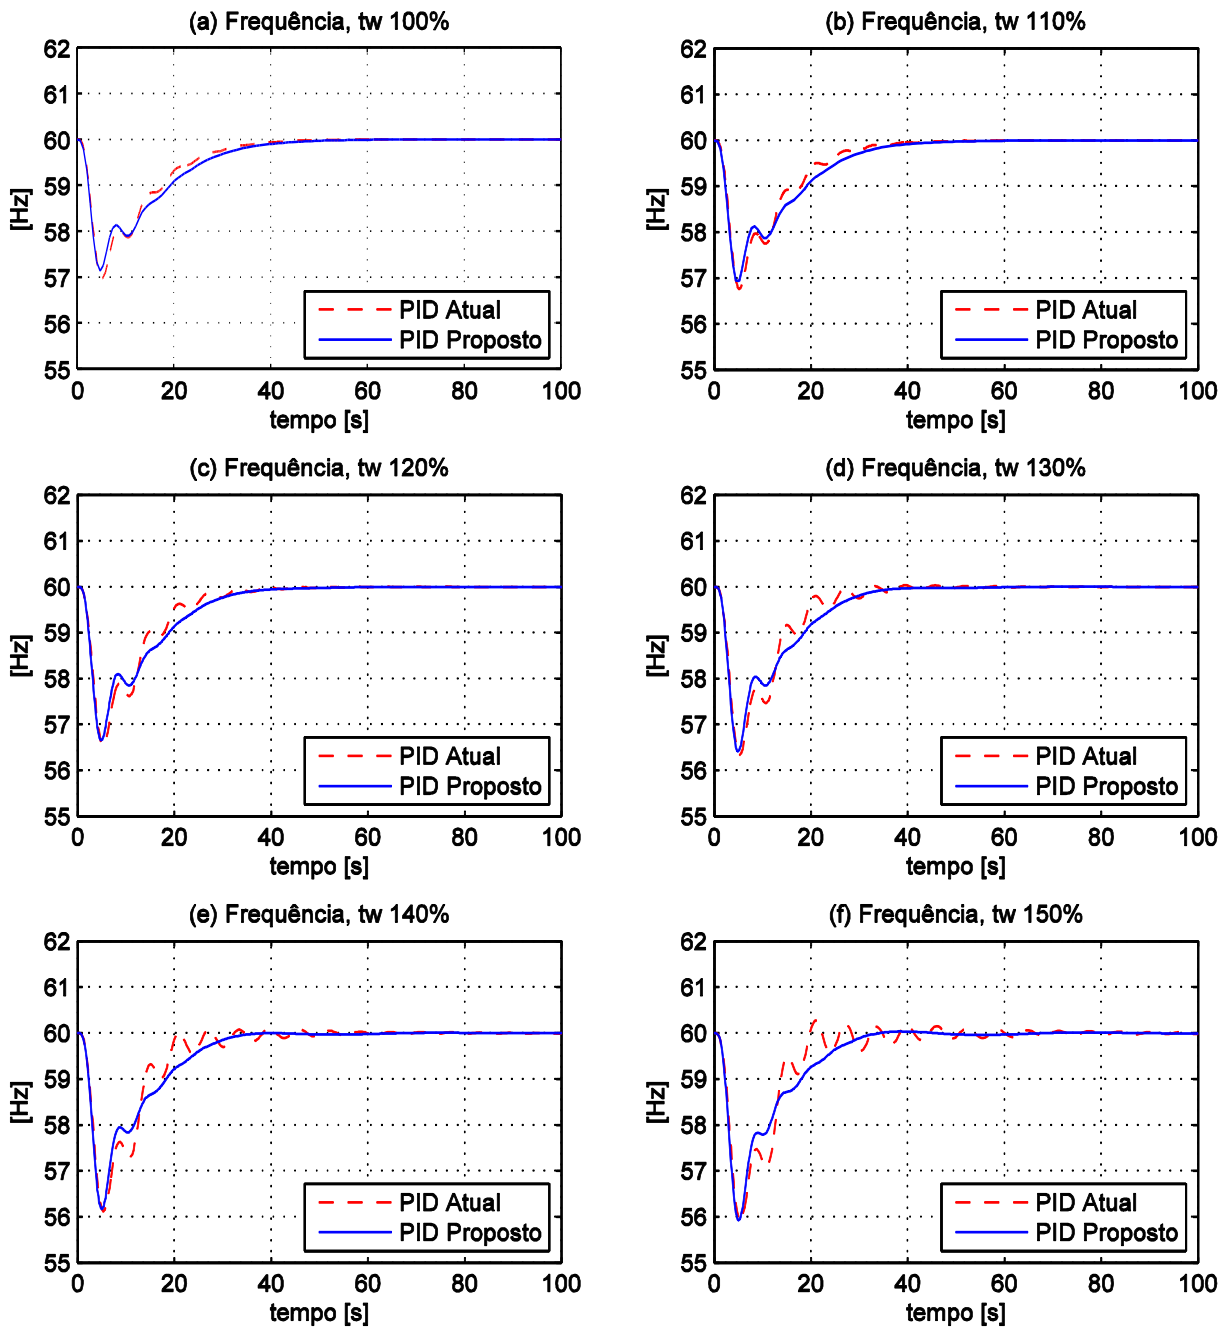 (a) Frequência, tw 100%
62
61
60
59
58
57
56
55
[Hz]
PID Atual
PID Proposto
0 20 40 60 80 100
tempo [s]
(b) Frequência, tw 110%
62
61
60
59
58
57
56
55
[Hz]
PID Atual
PID Proposto
0 20 40 60 80 100
tempo [s]
(c) Frequência, tw 120%
62
61
60
59
58
57
56
55
[Hz]
PID Atual
PID Proposto
0 20 40 60 80 100
tempo [s]
(d) Frequência, tw 130%
62
61
60
59
58
57
56
55
[Hz]
PID Atual
PID Proposto
0 20 40 60 80 100
tempo [s]
(e) Frequência, tw 140%
62
61
60
59
58
57
56
55
[Hz]
PID Atual
PID Proposto
0 20 40 60 80 100
tempo [s]
(f) Frequência, tw 150%
62
61
60
59
58
57
56
55
[Hz]
PID Atual
PID Proposto
0 20 40 60 80 100
tempo [s]